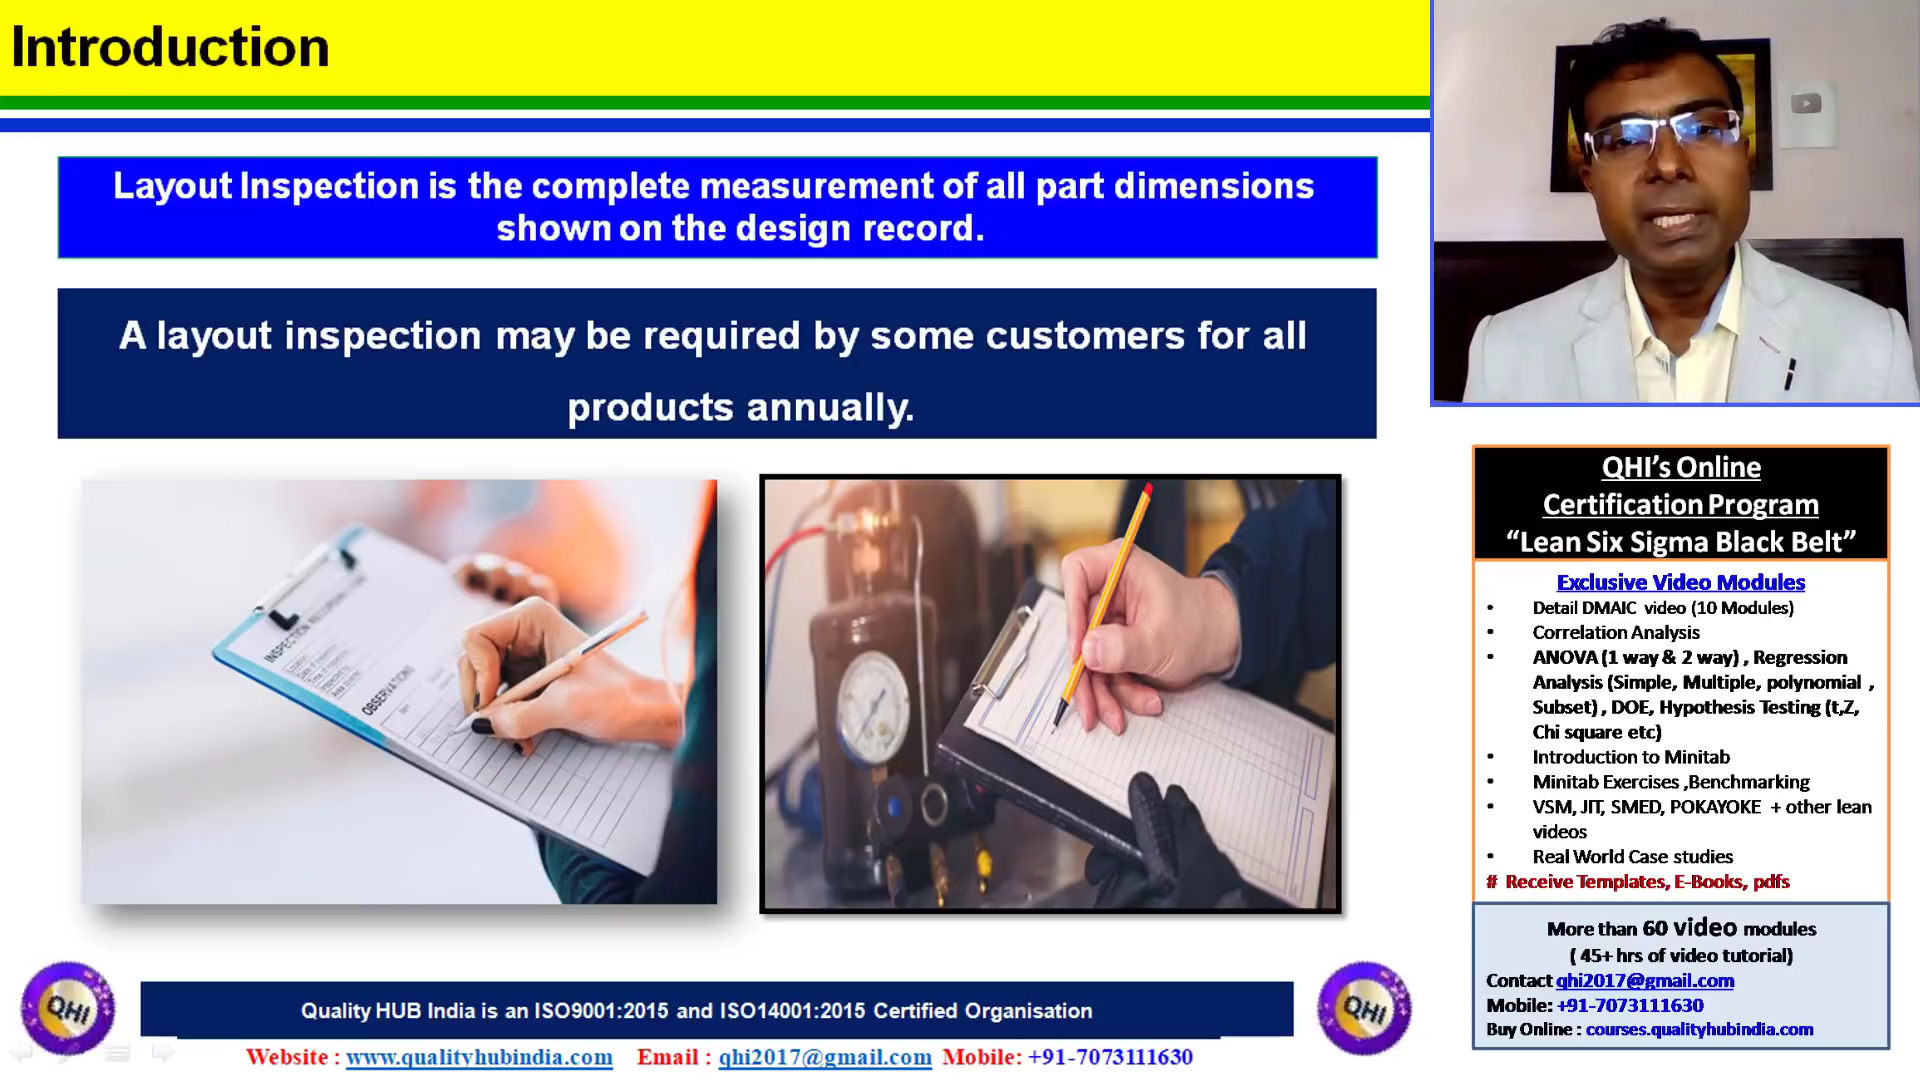 Introduction
Layout Inspection is the complete measurement of all part dimensions
shown on the design record.
A layout inspection may be required by some customers for all
products annually.
OBSERVATIONS
QHI
Quality HUB India is an ISO9001:2015 and ISO14001:2015 Certified Organisation
QHI
Website : www.qualityhubindia.com Email : qhi2017@gmail.com Mobile: +91-7073111630
QHI's Online
Certification Program
“Lean Six Sigma Black Belt”
Exclusive Video Modules
• Detail DMAIC video (10 Modules)
• Correlation Analysis
• ANOVA (1 way & 2 way) , Regression
Analysis (Simple, Multiple, polynomial ,
Subset) , DOE, Hypothesis Testing (t,Z,
Chi square etc)
• Introduction to Minitab
• Minitab Exercises ,Benchmarking
• VSM, JIT, SMED, POKAYOKE + other lean
videos
• Real World Case studies
# Receive Templates, E-Books, pdfs
More than 60 video modules
( 45+ hrs of video tutorial)
Contact qhi2017@gmail.com
Mobile: +91-7073111630
Buy Online : courses.qualityhubindia.com